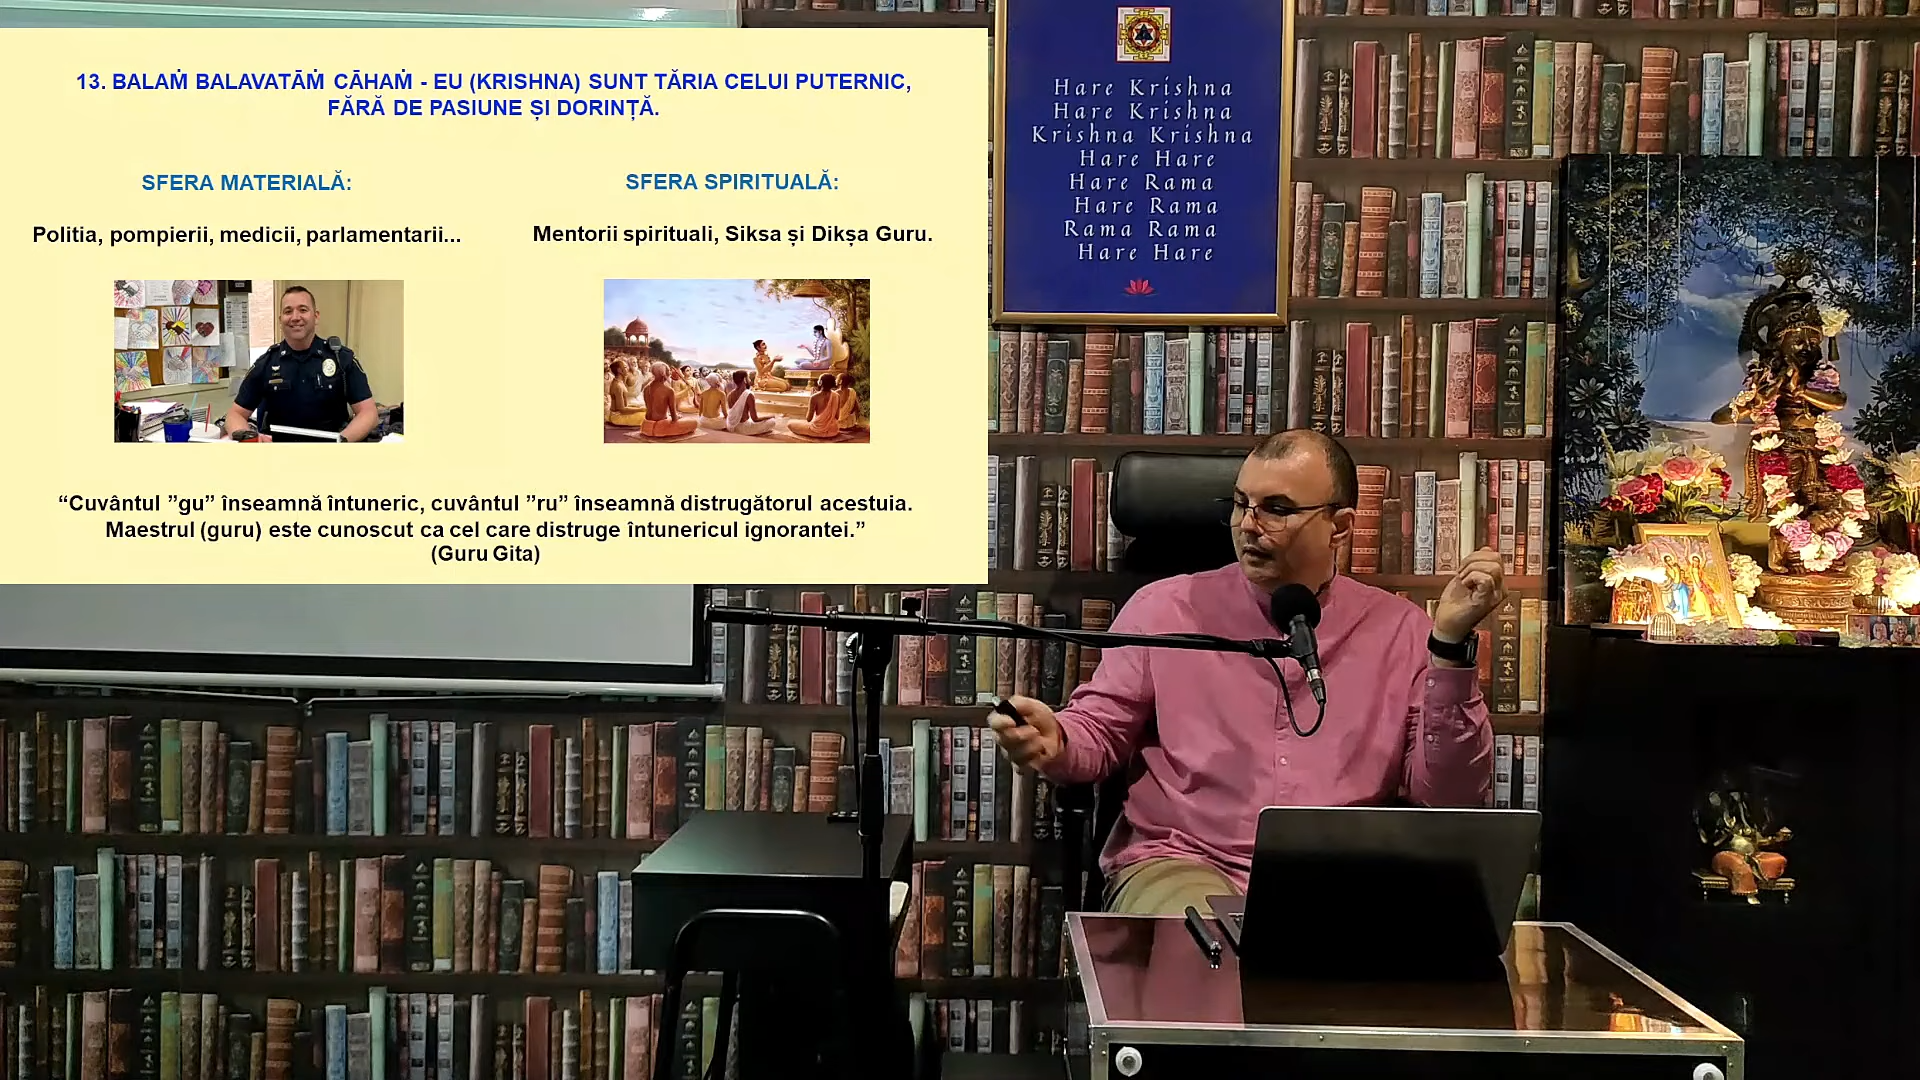 13. BALAṀ BALAVATĀṀ CĀHAṀ - EU (KRISHNA) SUNT TĂRIA CELUI PUTERNIC,
FĂRĂ DE PASIUNE ȘI DORINȚĂ.
SFERA MATERIALĂ:
Politia, pompierii, medicii, parlamentarii...
SFERA SPIRITUALĂ:
Mentorii spirituali, Siksa și Dikșa Guru.
“Cuvântul ”gu” înseamnă întuneric, cuvântul ”ru” înseamnă distrugătorul acestuia.
Maestrul (guru) este cunoscut ca cel care distruge întunericul ignorantei.”
(Guru Gita)
Hare Krishna
Hare Krishna
Krishna Krishna
Hare Hare
Hare Rama
Hare Rama
Rama Rama
Hare Hare